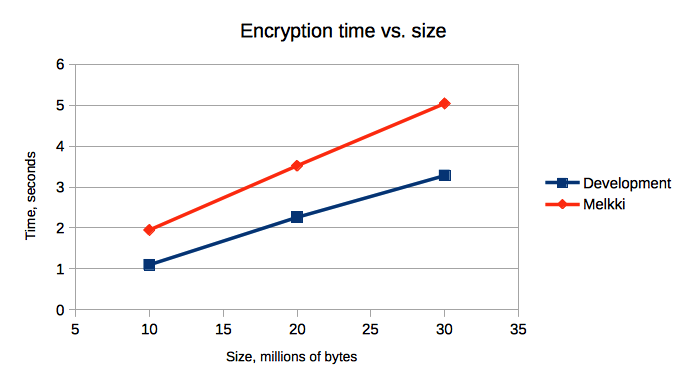 Encryption time vs. size
6
5
4
3
2
1
0
Time, seconds
5 10 15 20 25 30 35
Size, millions of bytes
Development
Melkki